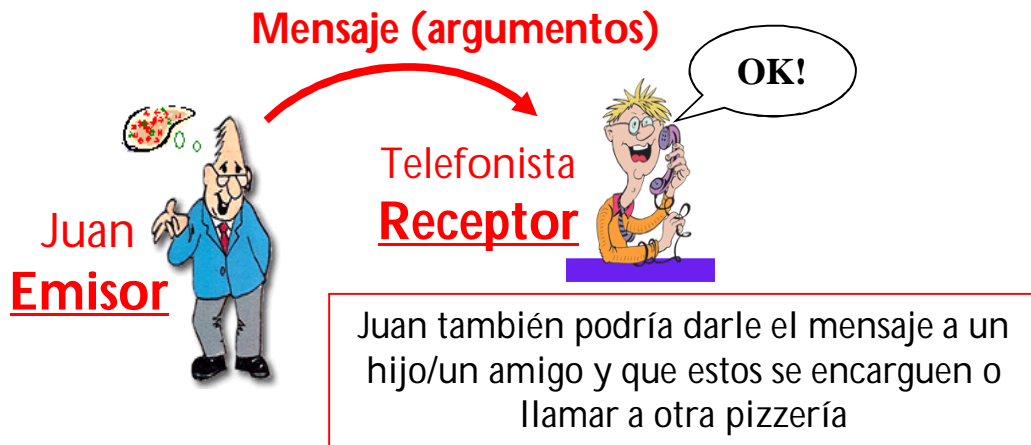 Mensaje (argumentos)
OK!
Telefonista
Receptor
Juan
Emisor
Juan también podría darle el mensaje a un
hijo/un amigo y que estos se encarguen o
llamar a otra pizzería